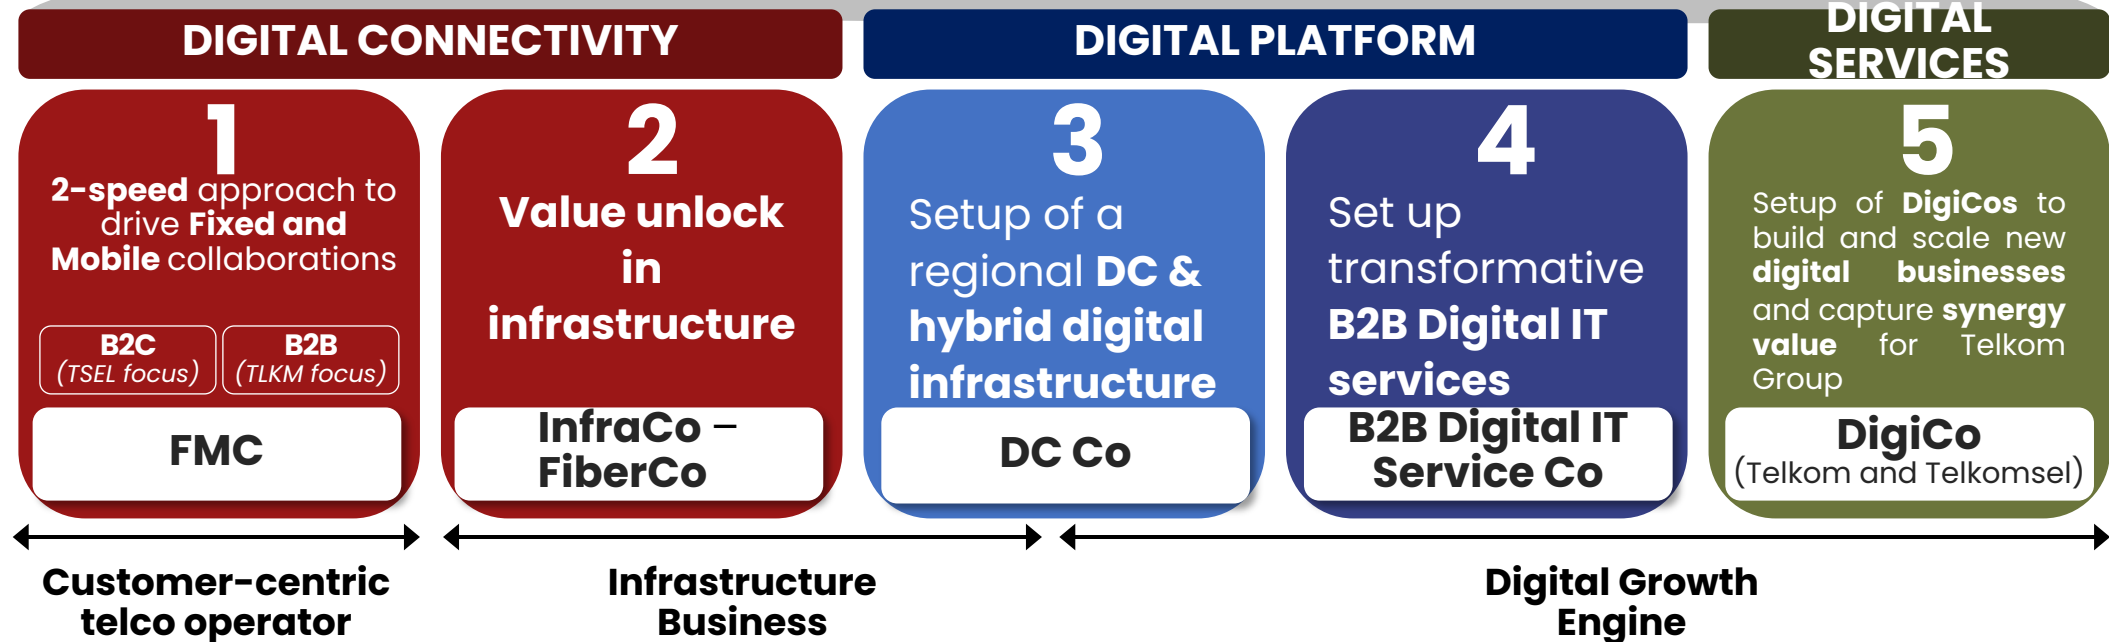 DIGITAL CONNECTIVITY
DIGITAL PLATFORM
DIGITAL
SERVICES
1
2-speed approach to
drive Fixed and
Mobile collaborations
B2C
(TSEL focus)
B2B
(TLKM focus)
FMC
2
Value unlock
in
infrastructure
InfraCo –
FiberCo
3
Setup of a
regional DC &
hybrid digital
infrastructure
DC Co
4
Set up
transformative
B2B Digital IT
services
B2B Digital IT
Service Co
5
Setup of DigiCos to
build and scale new
digital businesses
and capture synergy
value for Telkom
Group
DigiCo
(Telkom and Telkomsel)
Customer-centric
telco operator
Infrastructure
Business
Digital Growth
Engine